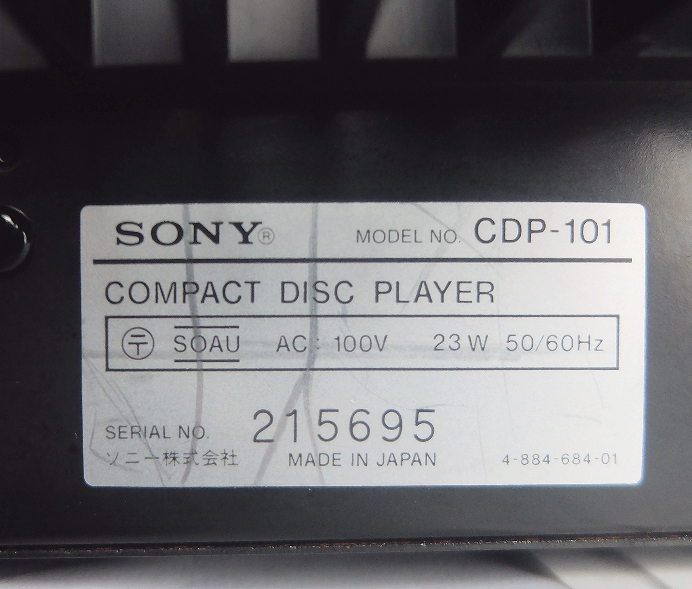 SONY® MODEL NO. CDP-101
COMPACT DISC PLAYER
〒 SOAU AC: 100V 23W 50/60Hz
SERIAL NO. 215695
ソニー株式会社 MADE IN JAPAN 4-884-684-01